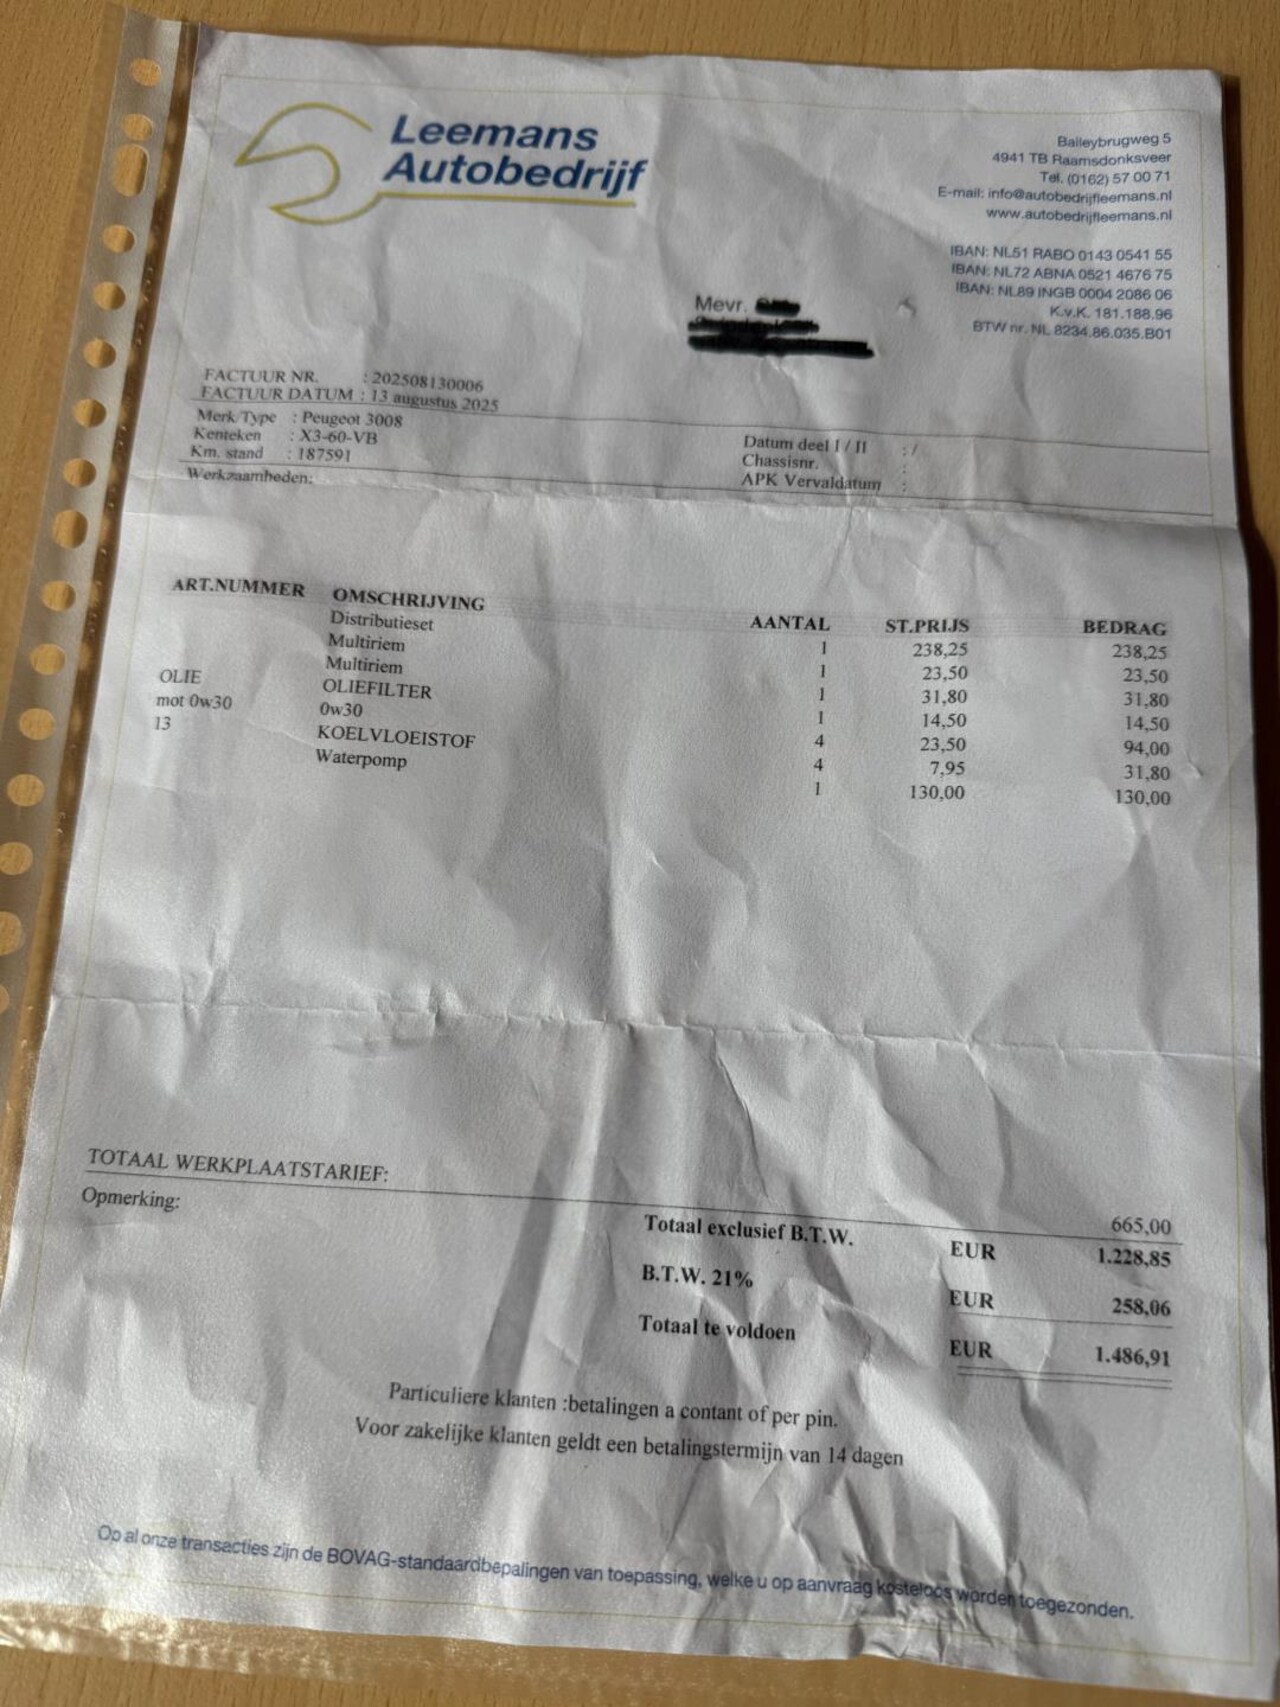 Leemans
Autobedrijf
Baileybrugweg 5
4941 TB Raamsdonksveer
Tel. (0162) 57 00 71
E-mail: info@autobedrijfleemans.nl
www.autobedrijfleemans.nl
IBAN: NL51 RABO 0143 0541 55
IBAN: NL72 ABNA 0521 4676 75
IBAN: NL89 INGB 0004 2086 06
K.v.K. 181.188.96
BTW nr. NL 8234.86.035.B01
Mevr.
FACTUUR NR. : 202508130006
FACTUUR DATUM : 13 augustus 2025
Merk/Type : Peugeot 3008
Kenteken : X3-60-VB
Km. stand : 187591
Datum deel I / II : /
Chassisnr. :
APK Vervaldatum :
Werkzaamheden:
ART.NUMMER OMSCHRIJVING AANTAL ST.PRIJS BEDRAG
Distributieset 1 238,25 238,25
Multiriem 1 23,50 23,50
Multiriem 1 31,80 31,80
OLIE OLIEFILTER 1 14,50 14,50
mot 0w30 0w30 4 23,50 94,00
13 KOELVLOEISTOF 4 7,95 31,80
Waterpomp 1 130,00 130,00
TOTAAL WERKPLAATSTARIEF: 665,00
Opmerking:
Totaal exclusief B.T.W. EUR 1.228,85
B.T.W. 21% EUR 258,06
Totaal te voldoen EUR 1.486,91
Particuliere klanten :betalingen a contant of per pin.
Voor zakelijke klanten geldt een betalingstermijn van 14 dagen
Op al onze transacties zijn de BOVAG-standaardbepalingen van toepassing, welke u op aanvraag kosteloos worden toegezonden.